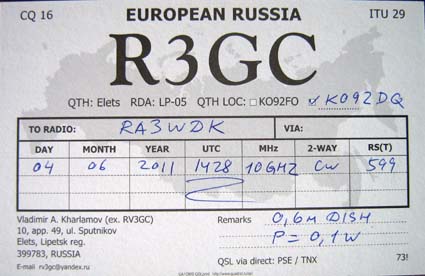 CQ 16 EUROPEAN RUSSIA ITU 29
R3GC
QTH: Elets RDA: LP-05 QTH LOC: KO92FO KO92DQ
TO RADIO: RA3WDK VIA:
DAY MONTH YEAR UTC MHz 2-WAY RS(T)
04 06 2011 1428 10GHZ CW 599
Vladimir A. Kharlamov (ex. RV3GC)
10, app. 49, ul. Sputnikov
Elets, Lipetsk reg.
399783, RUSSIA
E-mail rv3gc@yandex.ru
Remarks 0,6м DISH
P = 0,1w
QSL via direct: PSE / TNX 73!